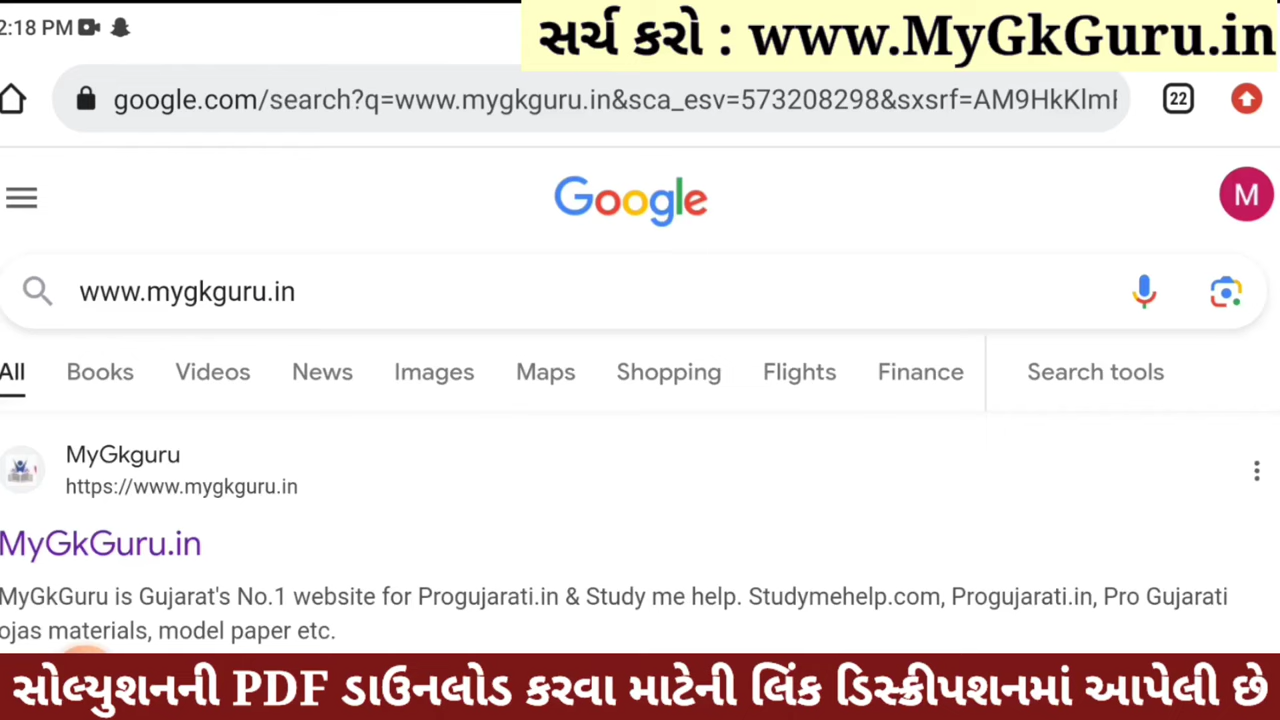 2:18 PM
સર્ચ કરો : www.MyGkGuru.in
google.com/search?q=www.mygkguru.in&sca_esv=573208298&sxsrf=AM9HkKlm
22
Google
M
www.mygkguru.in
All Books Videos News Images Maps Shopping Flights Finance Search tools
MyGkguru
https://www.mygkguru.in
MyGkGuru.in
MyGkGuru is Gujarat's No.1 website for Progujarati.in & Study me help. Studymehelp.com, Progujarati.in, Pro Gujarati
ojas materials, model paper etc.
સોલ્યુશનની PDF ડાઉનલોડ કરવા માટેની લિંક ડિસ્ક્રીપશનમાં આપેલી છે